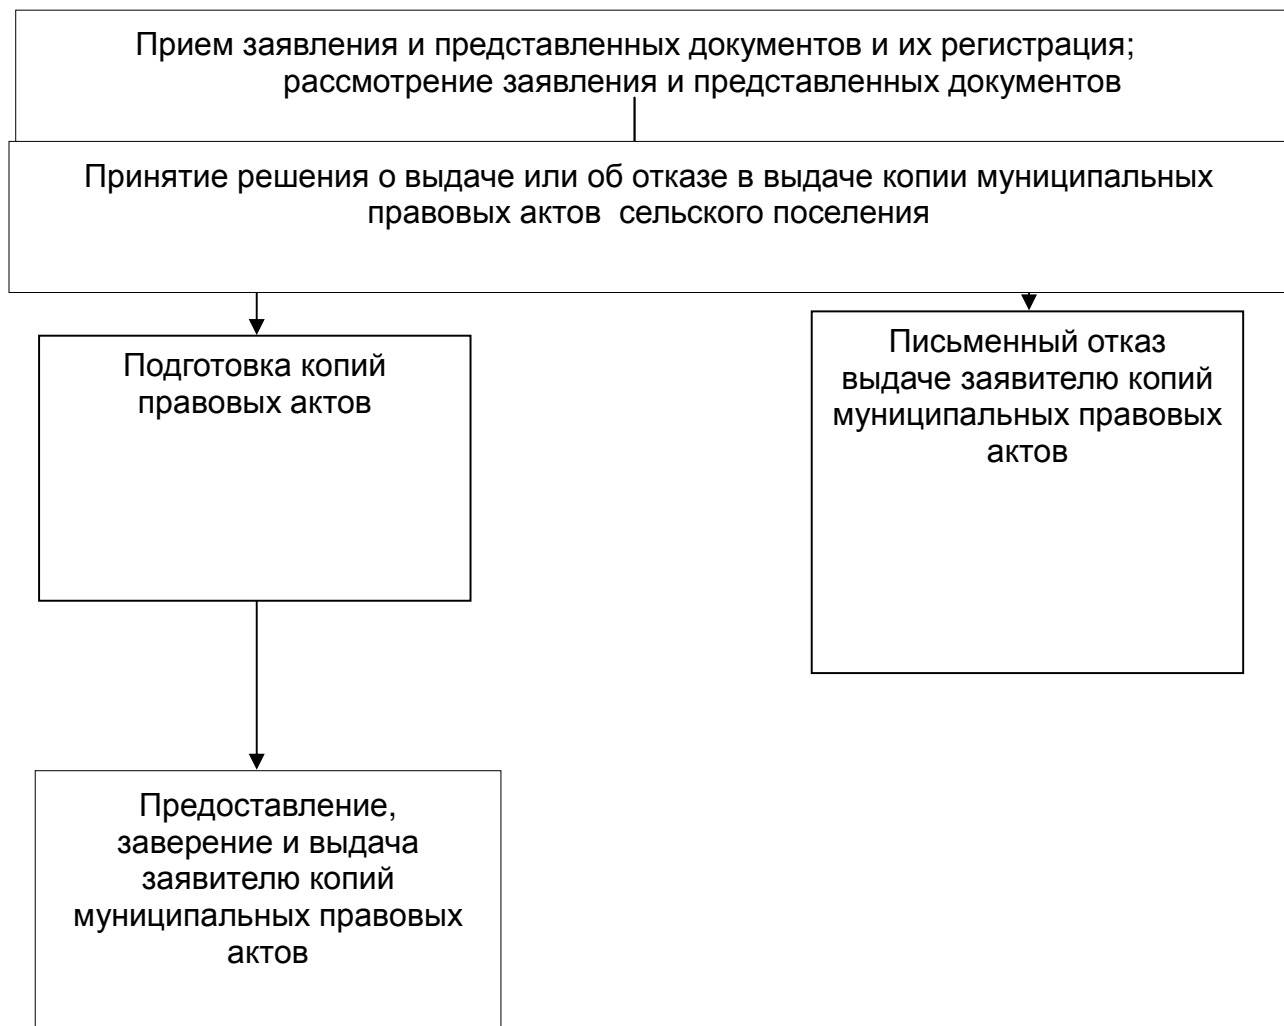 Прием заявления и представленных документов и их регистрация;
рассмотрение заявления и представленных документов
Принятие решения о выдаче или об отказе в выдаче копии муниципальных
правовых актов  сельского поселения
Подготовка копий
правовых актов
Письменный отказ
выдаче заявителю копий
муниципальных правовых
актов
Предоставление,
заверение и выдача
заявителю копий
муниципальных правовых
актов